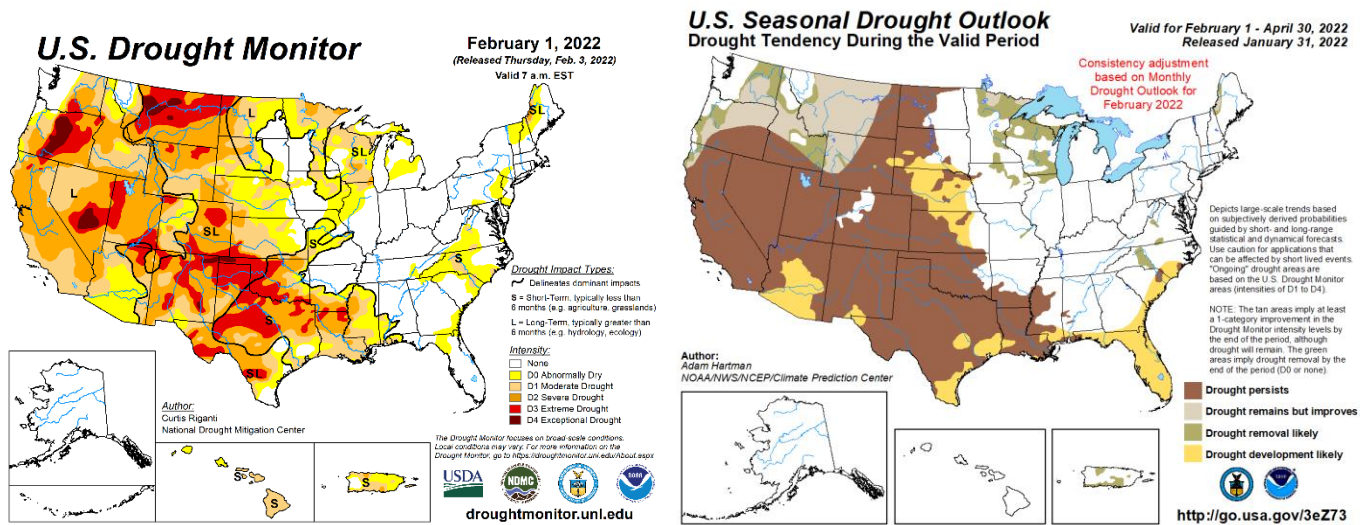 U.S. Drought Monitor
February 1, 2022
(Released Thursday, Feb. 3, 2022)
Valid 7 a.m. EST
L
SL
SL
L
SL
S
S
S
SL
Drought Impact Types:
Delineates dominant impacts
S = Short-Term, typically less than
6 months (e.g. agriculture, grasslands)
L = Long-Term, typically greater than
6 months (e.g. hydrology, ecology)
Intensity:
None
D0 Abnormally Dry
D1 Moderate Drought
D2 Severe Drought
D3 Extreme Drought
D4 Exceptional Drought
Author:
Curtis Riganti
National Drought Mitigation Center
S
S
S
S
The Drought Monitor focuses on broad-scale conditions.
Local conditions may vary. For more information on the
Drought Monitor, go to https://droughtmonitor.unl.edu/About.aspx
USDA
NDMC
NOAA
droughtmonitor.unl.edu
U.S. Seasonal Drought Outlook
Drought Tendency During the Valid Period
Valid for February 1 - April 30, 2022
Released January 31, 2022
Consistency adjustment
based on Monthly
Drought Outlook for
February 2022
Depicts large-scale trends based
on subjectively derived probabilities
guided by short- and long-range
statistical and dynamical forecasts.
Use caution for applications that
can be affected by short lived events.
"Ongoing" drought areas are
based on the U.S. Drought Monitor
areas (intensities of D1 to D4).
NOTE: The tan areas imply at least
a 1-category improvement in the
Drought Monitor intensity levels by
the end of the period, although
drought will remain. The green
areas imply drought removal by the
end of the period (D0 or none).
Author:
Adam Hartman
NOAA/NWS/NCEP/Climate Prediction Center
Drought persists
Drought remains but improves
Drought removal likely
Drought development likely
NOAA
http://go.usa.gov/3eZ73